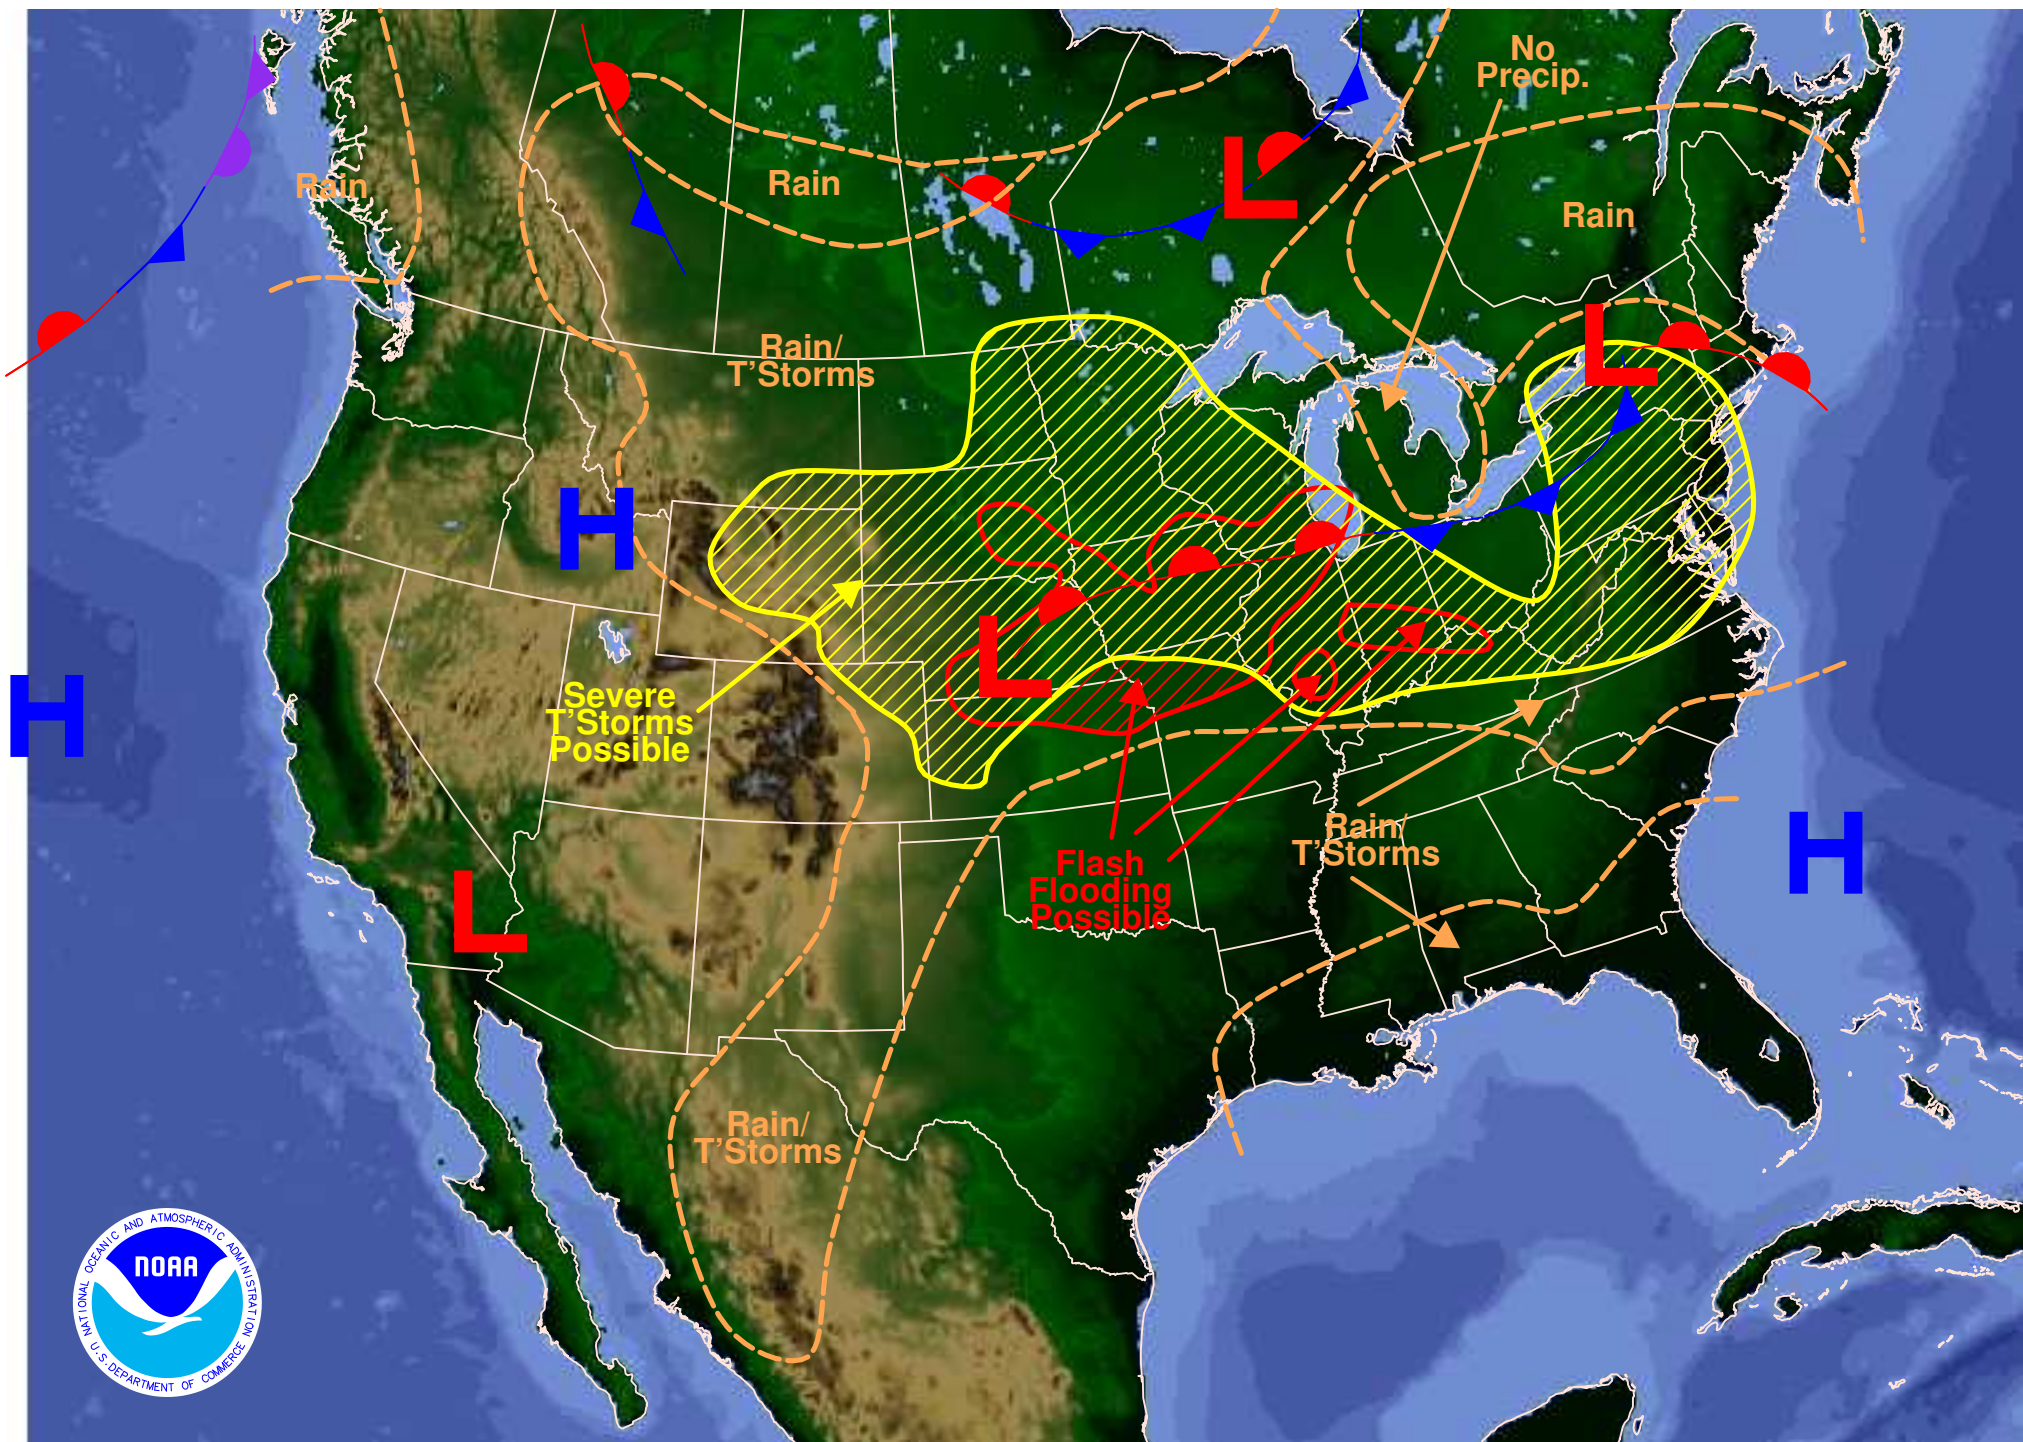 No
Precip.
Rain
Rain
Rain
Rain/
T'Storms
H
L
L
Severe
T'Storms
Possible
H
L
Rain/
T'Storms
H
Flash
Flooding
Possible
L
Rain/
T'Storms
NATIONAL OCEANIC AND ATMOSPHERIC ADMINISTRATION
NOAA
U.S. DEPARTMENT OF COMMERCE